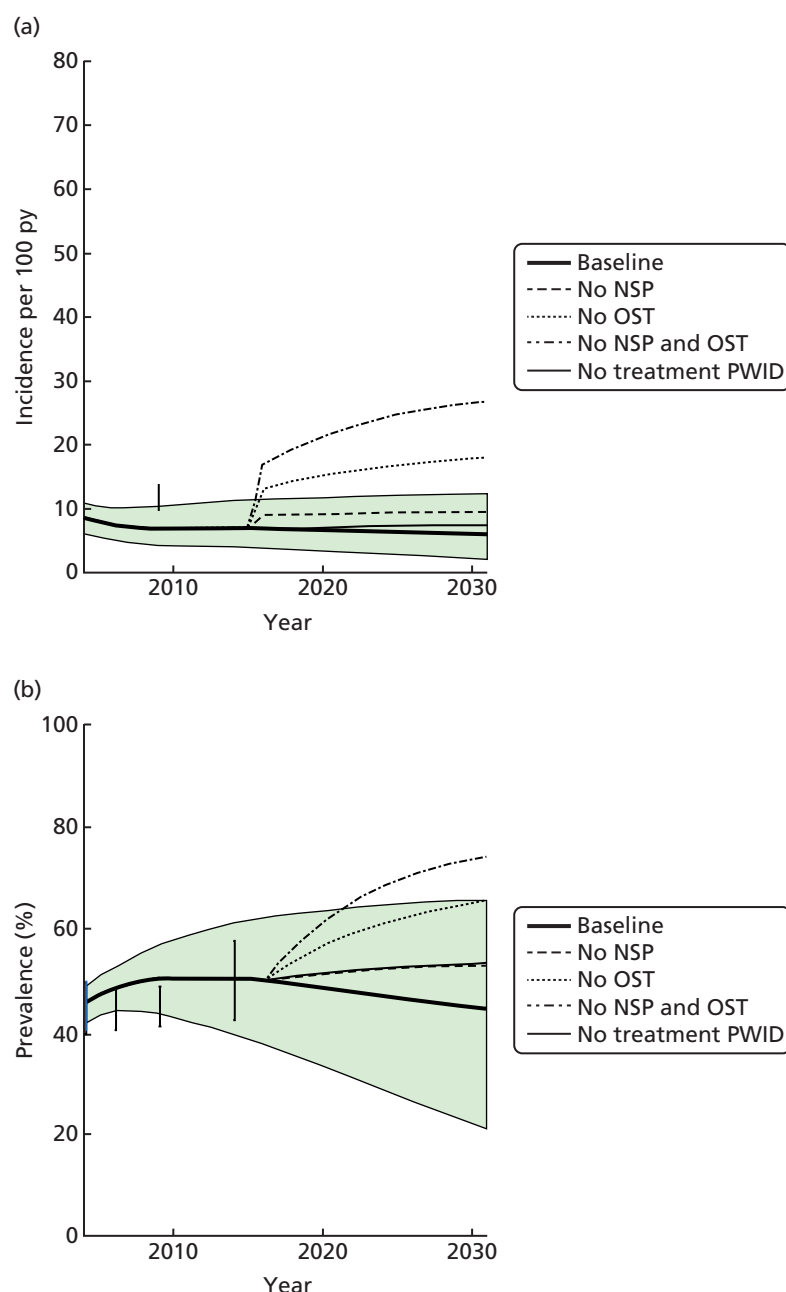 (a)
80
70
60
50
40
30
20
10
0
Incidence per 100 py
2010
2020
2030
Year
Baseline
No NSP
No OST
No NSP and OST
No treatment PWID
(b)
100
80
60
40
20
0
Prevalence (%)
2010
2020
2030
Year
Baseline
No NSP
No OST
No NSP and OST
No treatment PWID